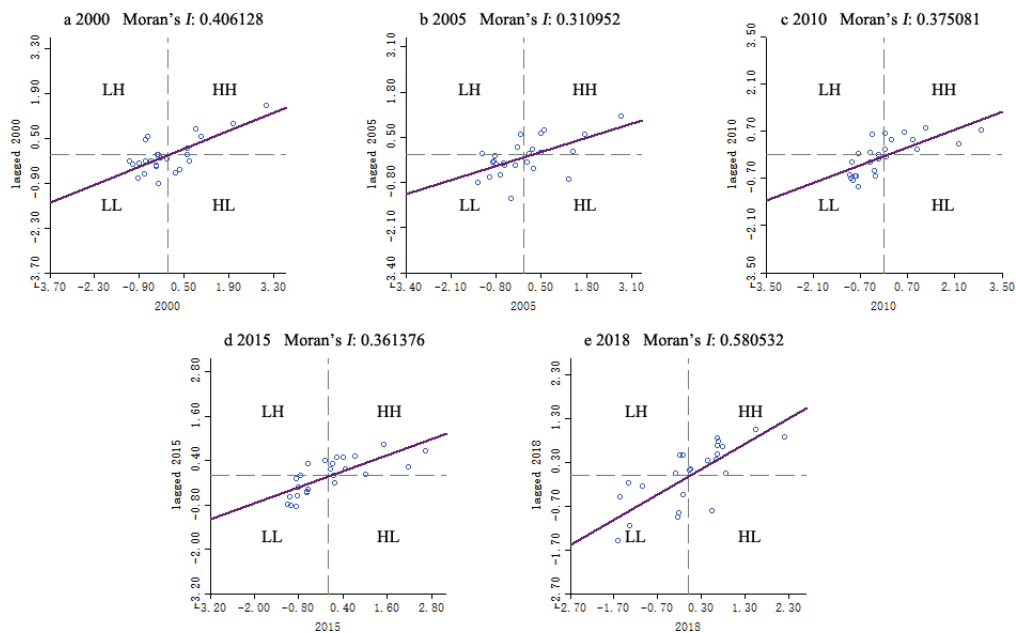 a 2000 Moran's I: 0.406128
b 2005 Moran's I: 0.310952
c 2010 Moran's I: 0.375081
3.30
1.90
0.50
-0.90
-2.30
-3.70
lagged 2000
LH
HH
LL
HL
-3.70 -2.30 -0.90 0.50 1.90 3.30
2000
3.10
1.80
0.50
-0.80
-2.10
-3.40
lagged 2005
LH
HH
LL
HL
-3.40 -2.10 -0.80 0.50 1.80 3.10
2005
3.50
2.10
0.70
-0.70
-2.10
-3.50
lagged 2010
LH
HH
LL
HL
-3.50 -2.10 -0.70 0.70 2.10 3.50
2010
d 2015 Moran's I: 0.361376
e 2018 Moran's I: 0.580532
2.80
1.60
0.40
-0.80
-2.00
-3.20
lagged 2015
LH
HH
LL
HL
-3.20 -2.00 -0.80 0.40 1.60 2.80
2015
2.30
1.30
0.30
-0.70
-1.70
-2.70
lagged 2018
LH
HH
LL
HL
-2.70 -1.70 -0.70 0.30 1.30 2.30
2018